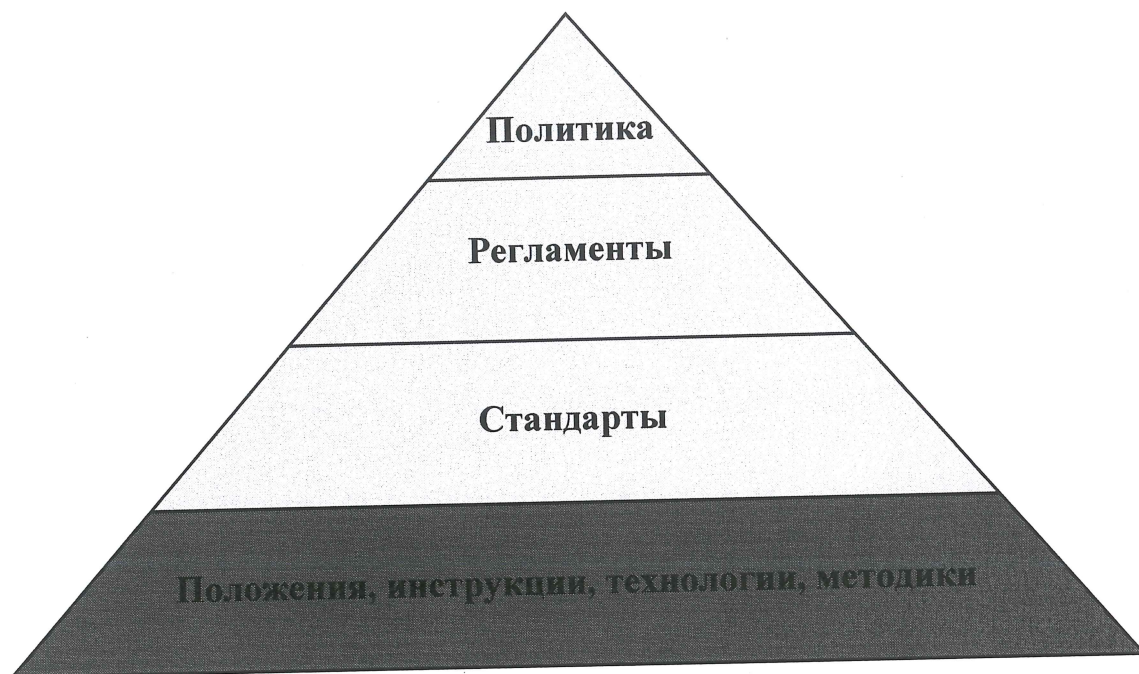 Политика
Регламенты
Стандарты
Положения, инструкции, технологии, методики